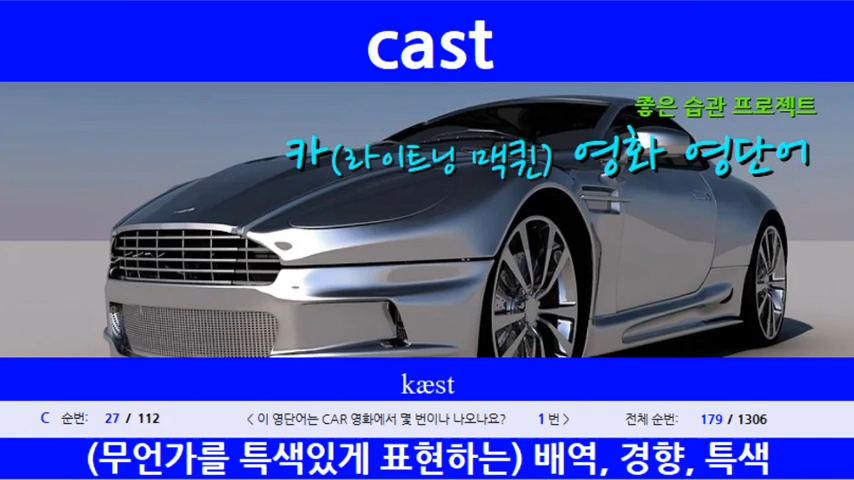 cast
좋은 습관 프로젝트
카(라이트닝 맥퀸) 영화 영단어
kæst
C 순번: 27 / 112 < 이 영단어는 CAR 영화에서 몇 번이나 나오나요? 1 번 > 전체 순번: 179 / 1306
(무언가를 특색있게 표현하는) 배역, 경향, 특색